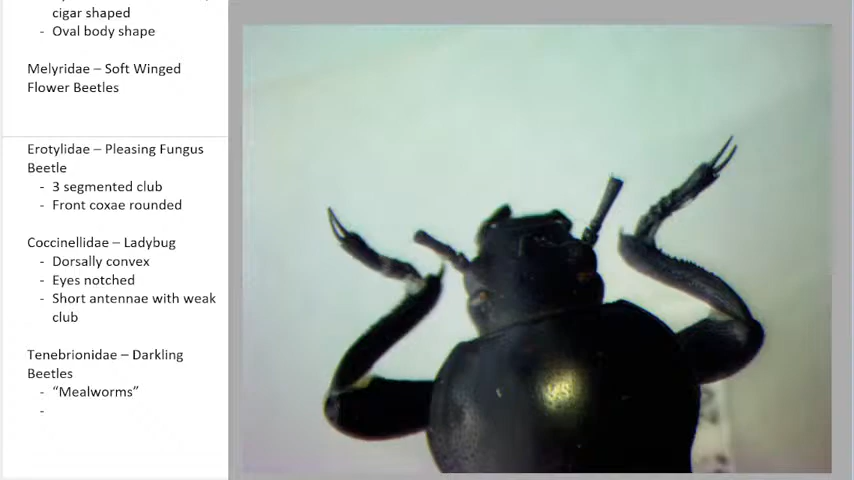 cigar shaped
- Oval body shape
Melyridae – Soft Winged
Flower Beetles
Erotylidae – Pleasing Fungus
Beetle
- 3 segmented club
- Front coxae rounded
Coccinellidae – Ladybug
- Dorsally convex
- Eyes notched
- Short antennae with weak
club
Tenebrionidae – Darkling
Beetles
- “Mealworms”
-